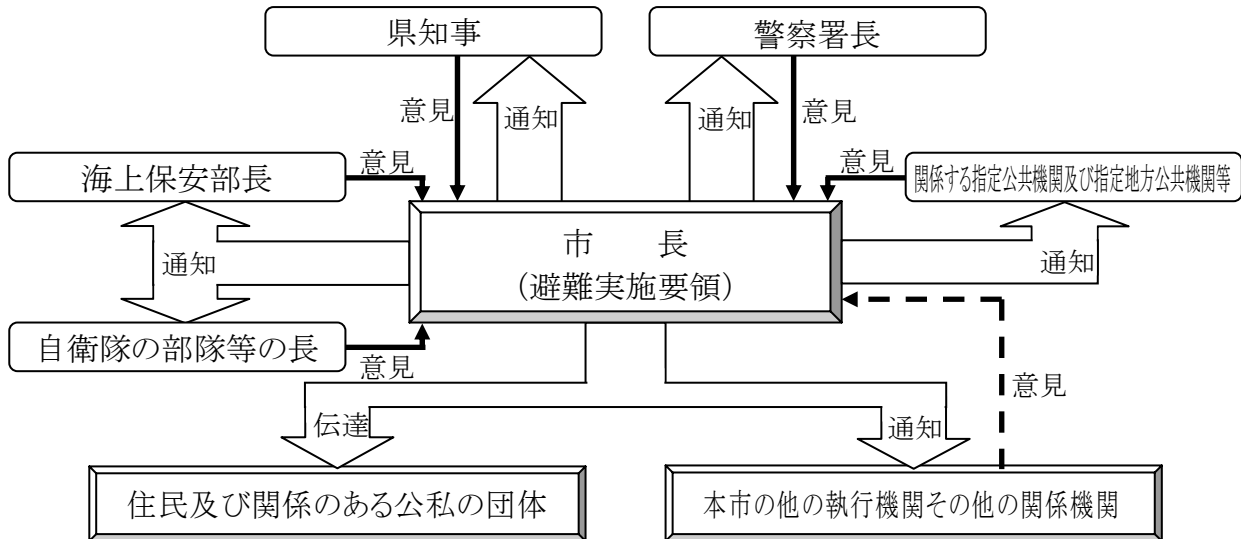 県知事
警察署長
意見
通知
通知
意見
海上保安部長
意見
意見
関係する指定公共機関及び指定地方公共機関等
市　　長
(避難実施要領)
通知
通知
自衛隊の部隊等の長
意見
意見
伝達
通知
住民及び関係のある公私の団体
本市の他の執行機関その他の関係機関